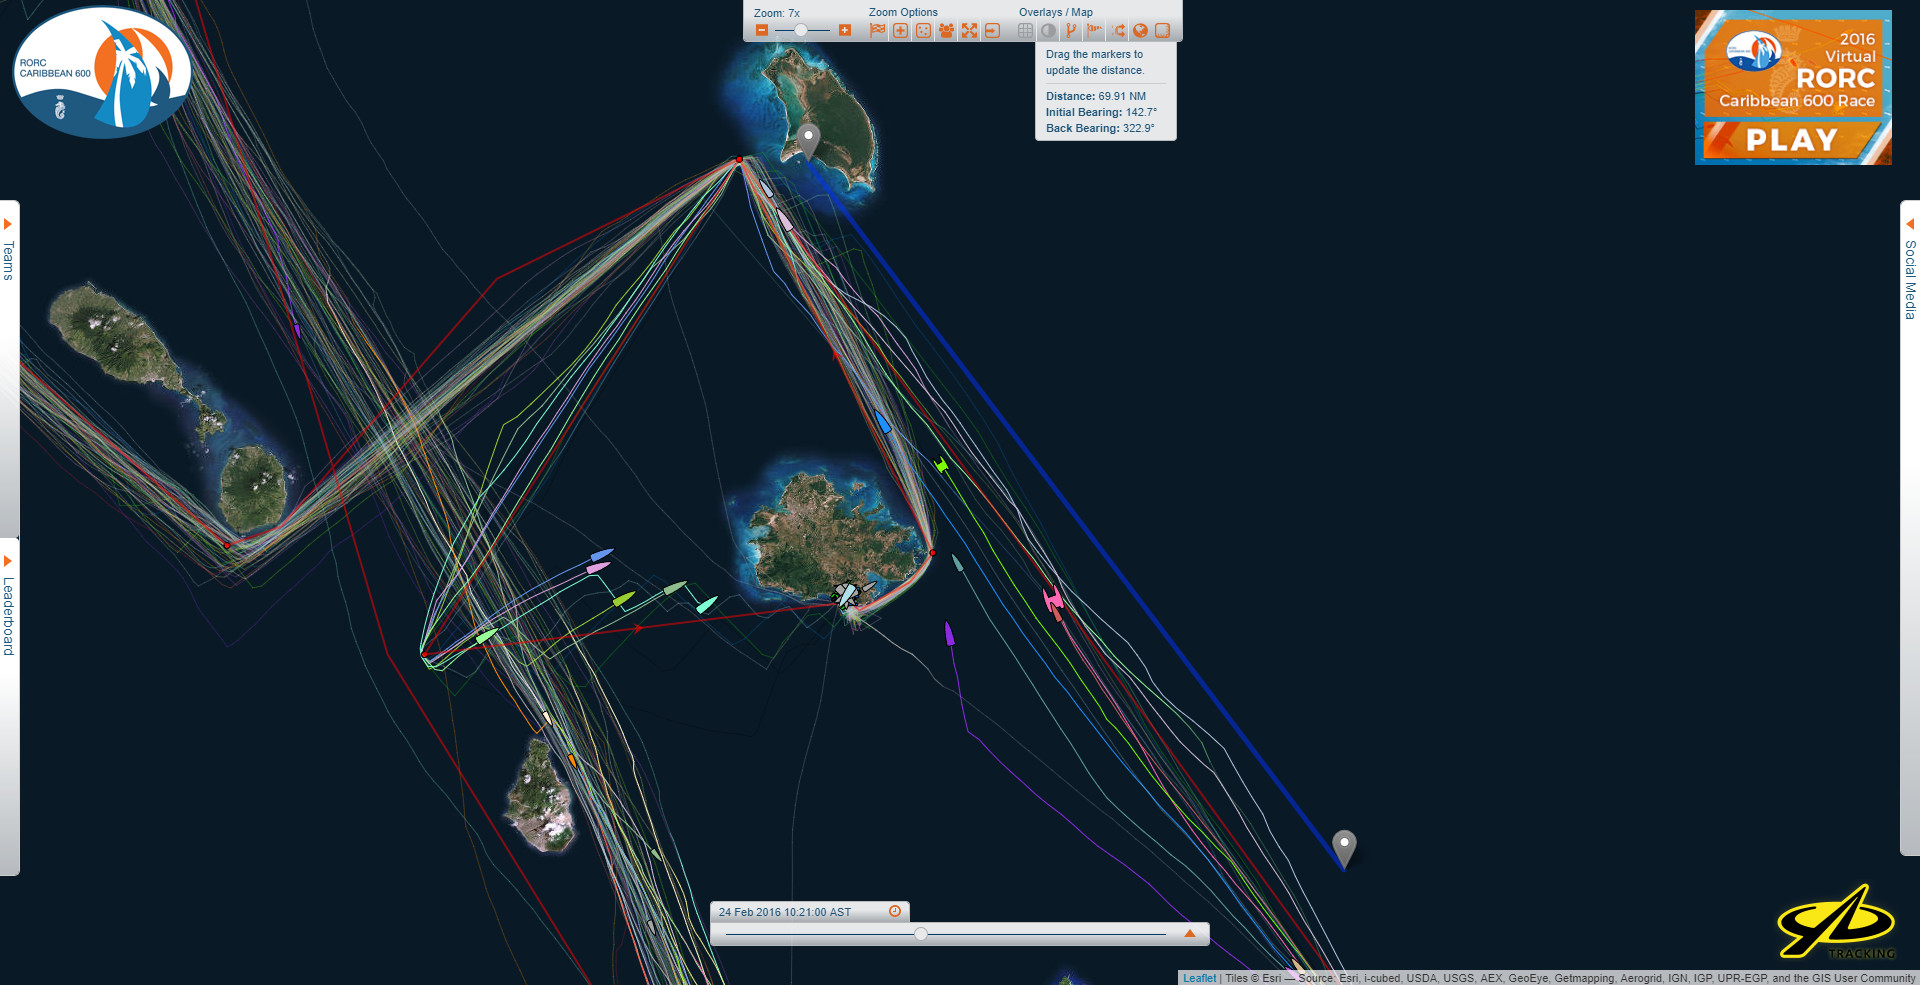 RORC
CARIBBEAN 600
Zoom: 7x
Zoom Options
Overlays / Map
Drag the markers to
update the distance.
Distance: 69.91 NM
Initial Bearing: 142.7°
Back Bearing: 322.9°
2016
Virtual
RORC
Caribbean 600 Race
PLAY
Teams
Leaderboard
Social Media
24 Feb 2016 10:21:00 AST
TRACKING
Leaflet | Tiles © Esri — Source: Esri, i-cubed, USDA, USGS, AEX, GeoEye, Getmapping, Aerogrid, IGN, IGP, UPR-EGP, and the GIS User Community